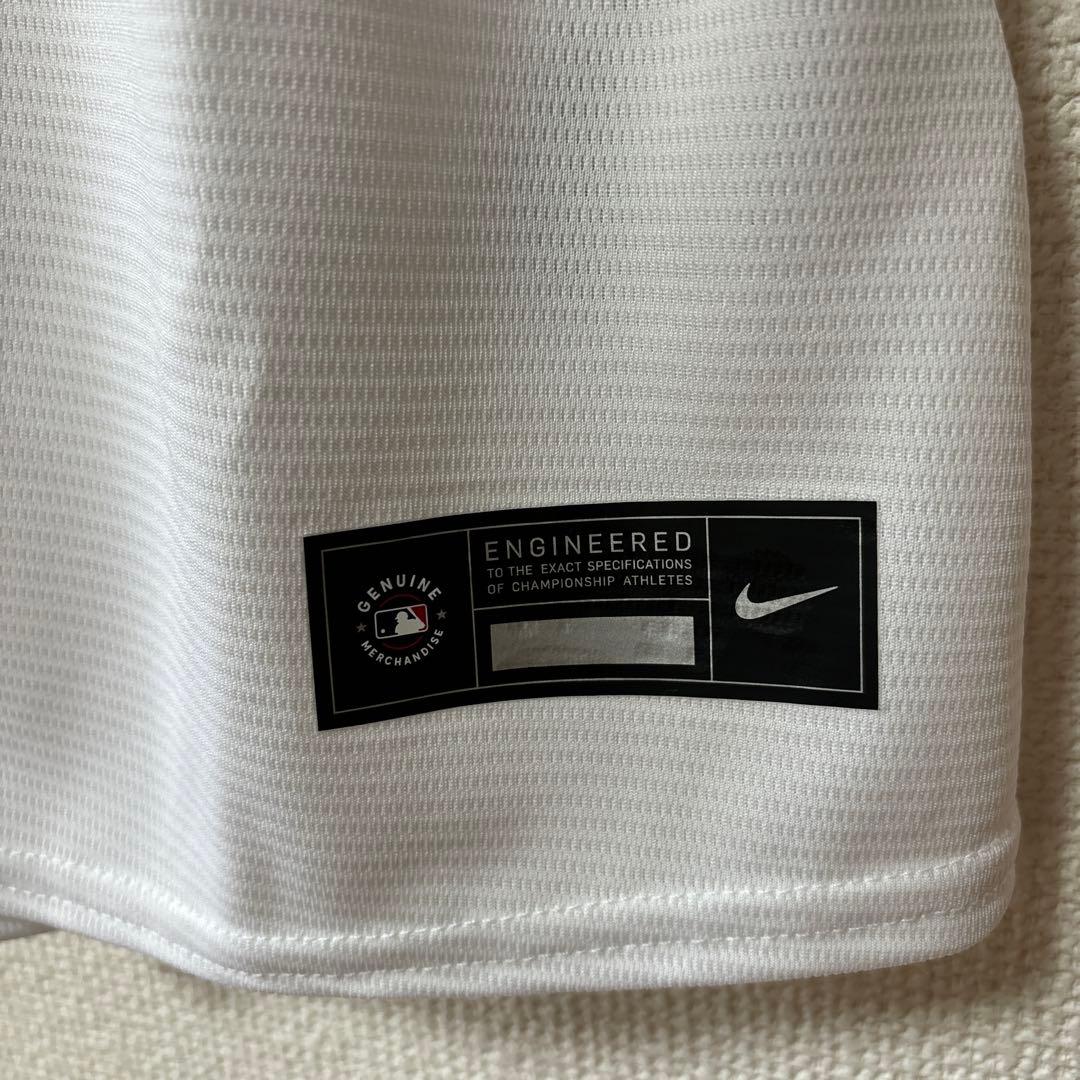 GENUINE
MERCHANDISE
ENGINEERED
TO THE EXACT SPECIFICATIONS
OF CHAMPIONSHIP ATHLETES